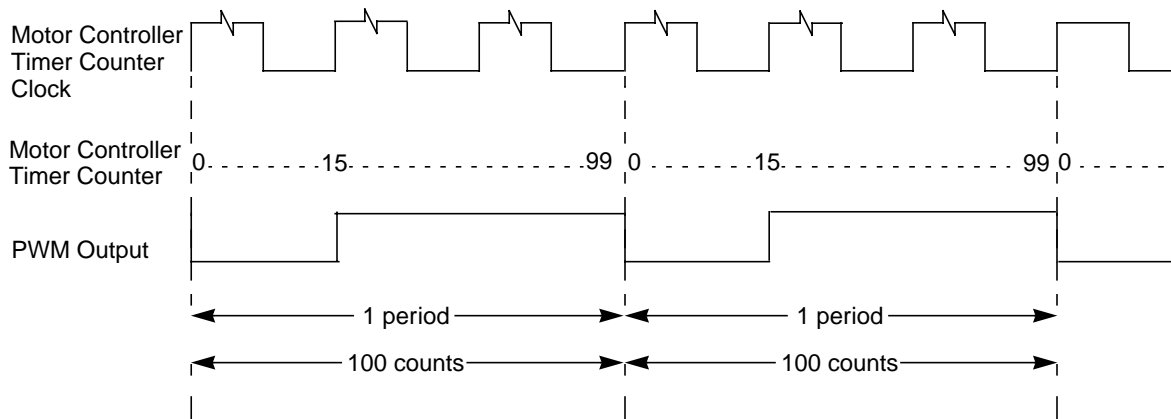 Motor Controller
Timer Counter
Clock
Motor Controller
Timer Counter
0 15 99 0 15 99 0
PWM Output
1 period 1 period
100 counts 100 counts